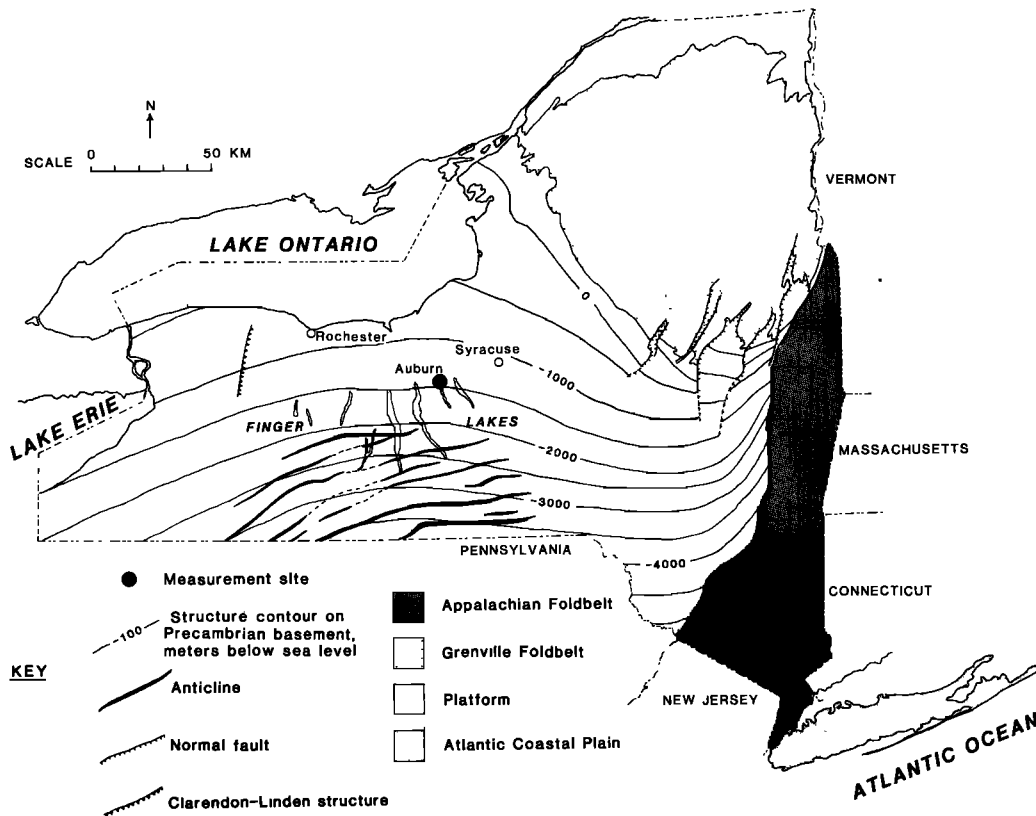 N
SCALE 0 50 KM
VERMONT
LAKE ONTARIO
0
Rochester
Syracuse
Auburn
-1000
LAKE ERIE
FINGER LAKES
-2000
MASSACHUSETTS
-3000
PENNSYLVANIA
-4000
CONNECTICUT
NEW JERSEY
ATLANTIC OCEAN
KEY
Measurement site
-100
Structure contour on
Precambrian basement,
meters below sea level
Anticline
Normal fault
Clarendon-Linden structure
Appalachian Foldbelt
Grenville Foldbelt
Platform
Atlantic Coastal Plain